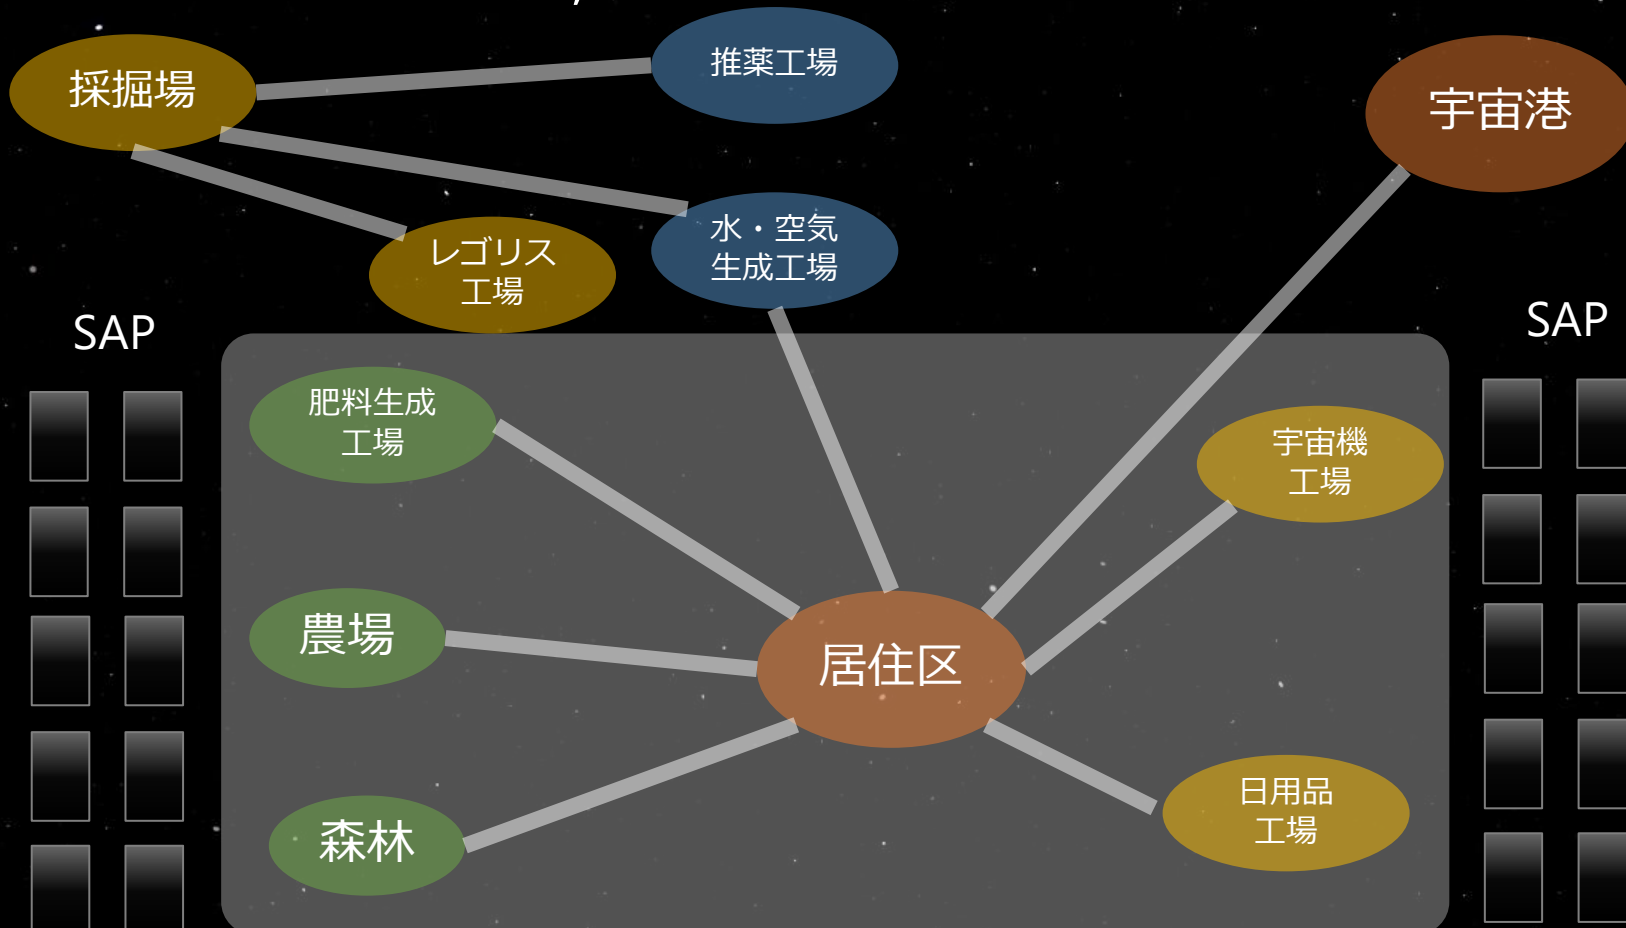 採掘場
推薬工場
宇宙港
レゴリス
工場
水・空気
生成工場
SAP
SAP
肥料生成
工場
宇宙機
工場
農場
居住区
森林
日用品
工場